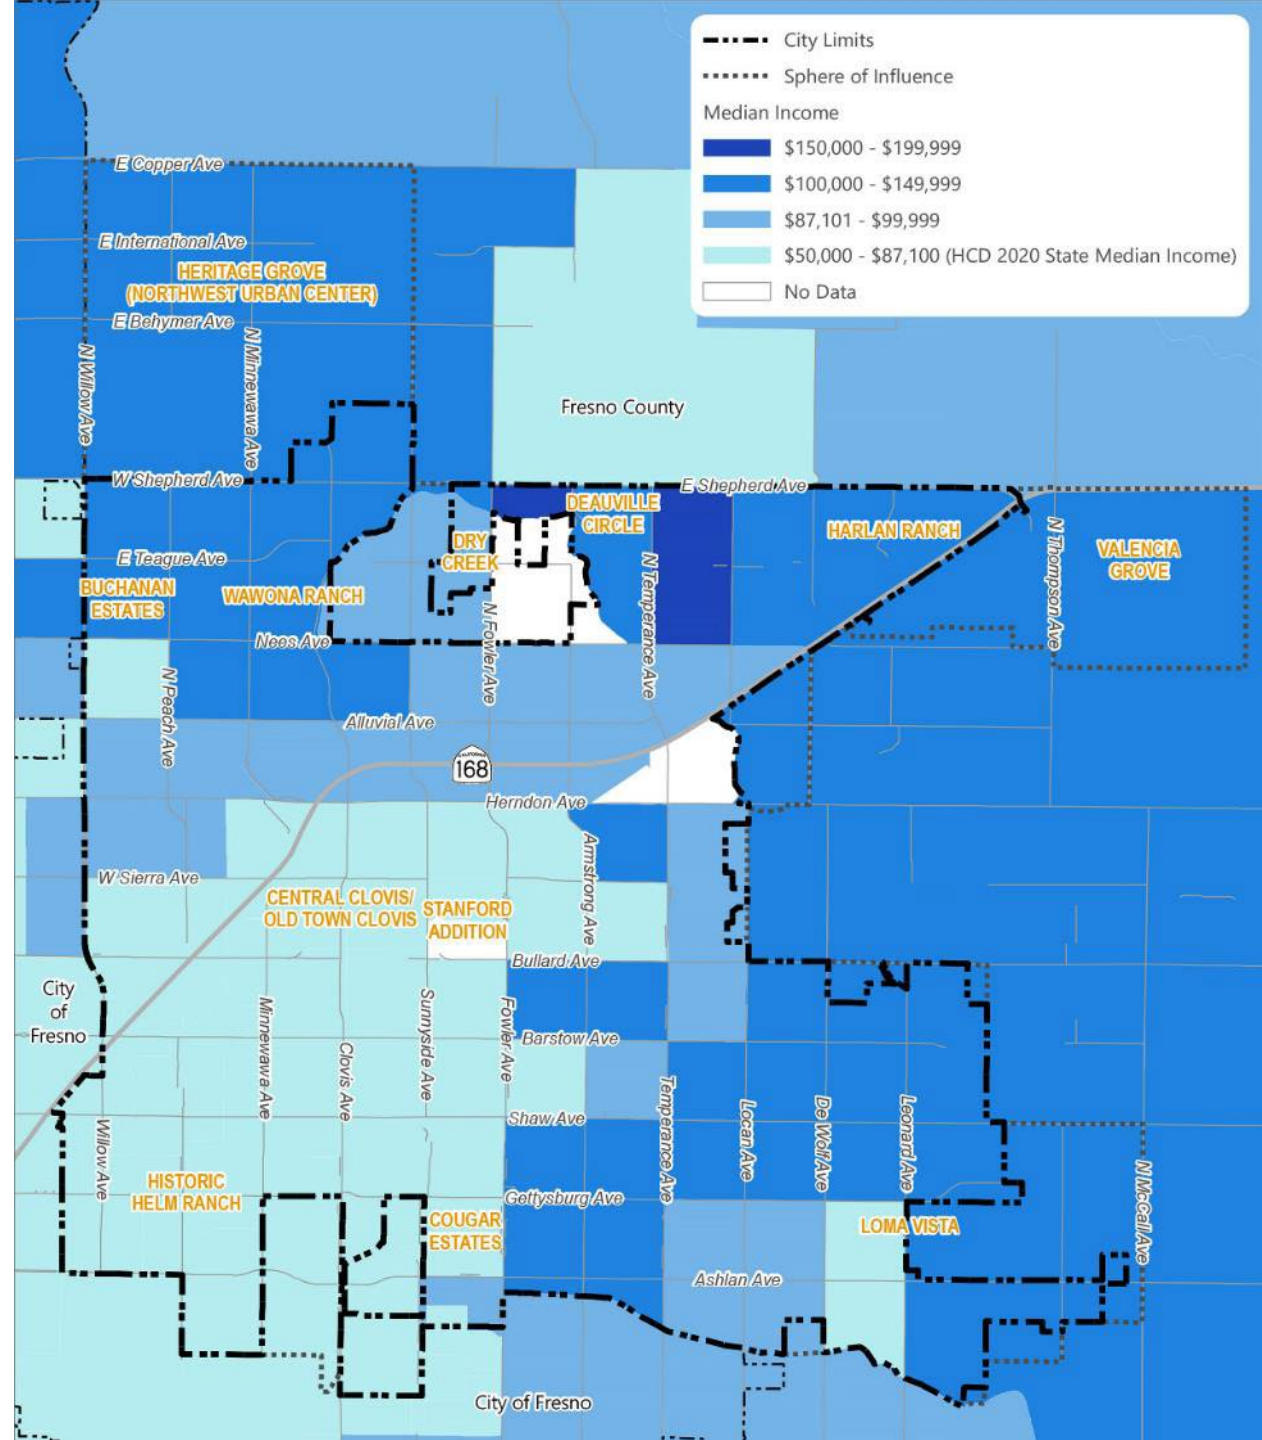 City Limits
Sphere of Influence
Median Income
$150,000 - $199,999
$100,000 - $149,999
$87,101 - $99,999
$50,000 - $87,100 (HCD 2020 State Median Income)
No Data
E Copper Ave
E International Ave
HERITAGE GROVE
(NORTHWEST URBAN CENTER)
E Behymer Ave
N Willow Ave
N Minnewawa Ave
Fresno County
W Shepherd Ave
E Shepherd Ave
DEAUVILLE
CIRCLE
HARLAN RANCH
DRY
CREEK
VALENCIA
GROVE
E Teague Ave
BUCHANAN
ESTATES
WAWONA RANCH
N Temperance Ave
N Thompson Ave
N Fowler Ave
Nees Ave
N Peach Ave
Alluvial Ave
CALIFORNIA
168
Herndon Ave
Armstrong Ave
W Sierra Ave
CENTRAL CLOVIS/
OLD TOWN CLOVIS
STANFORD
ADDITION
Bullard Ave
City
of
Fresno
Minnewawa Ave
Clovis Ave
Sunnyside Ave
Fowler Ave
Barstow Ave
Shaw Ave
Willow Ave
Temperance Ave
Locan Ave
De Wolf Ave
Leonard Ave
N McCall Ave
HISTORIC
HELM RANCH
Gettysburg Ave
COUGAR
ESTATES
LOMA VISTA
Ashlan Ave
City of Fresno